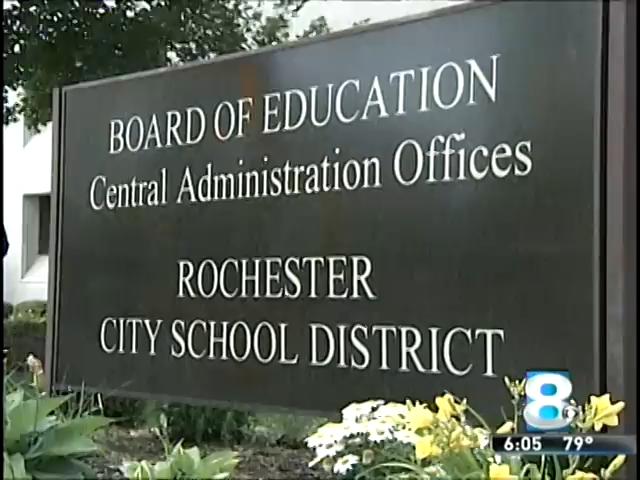 BOARD OF EDUCATION
Central Administration Offices
ROCHESTER
CITY SCHOOL DISTRICT
8
6:05 79°